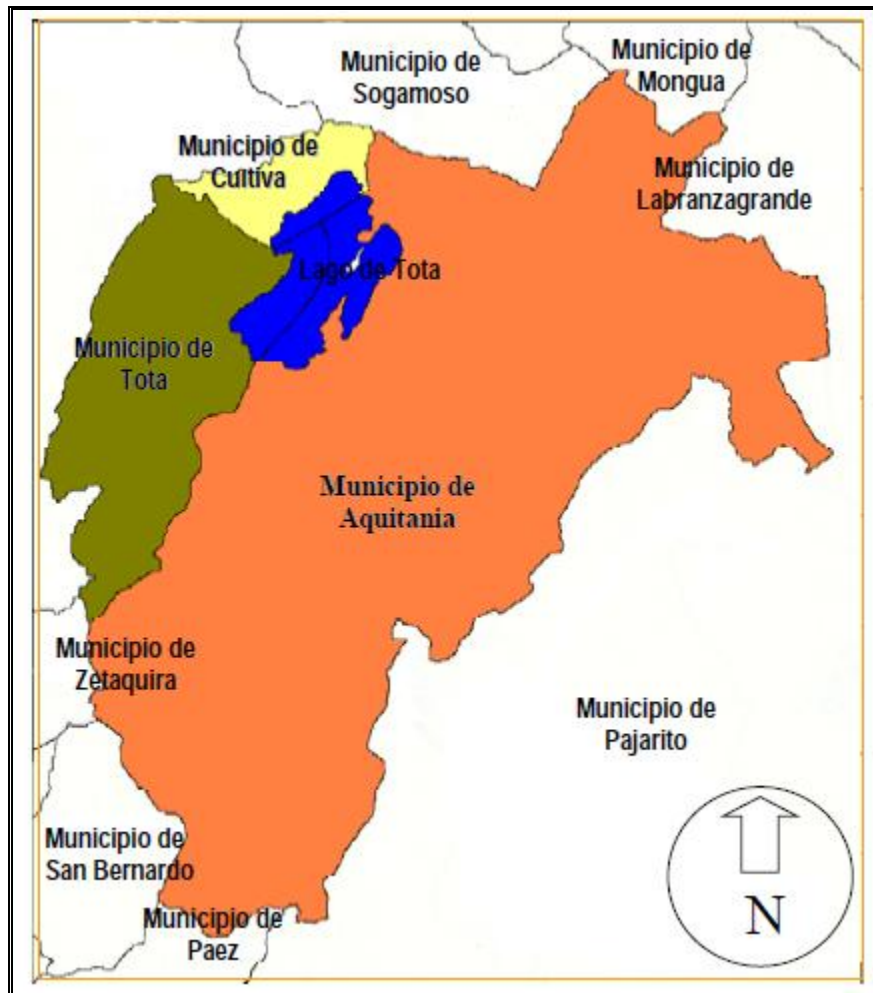 Municipio de
Sogamoso
Municipio de
Mongua
Municipio de
Cultiva
Municipio de
Labranzagrande
Lago de Tota
Municipio de
Tota
Municipio de
Aquitania
Municipio de
Zetaquira
Municipio de
Pajarito
Municipio de
San Bernardo
Municipio de
Paez
N